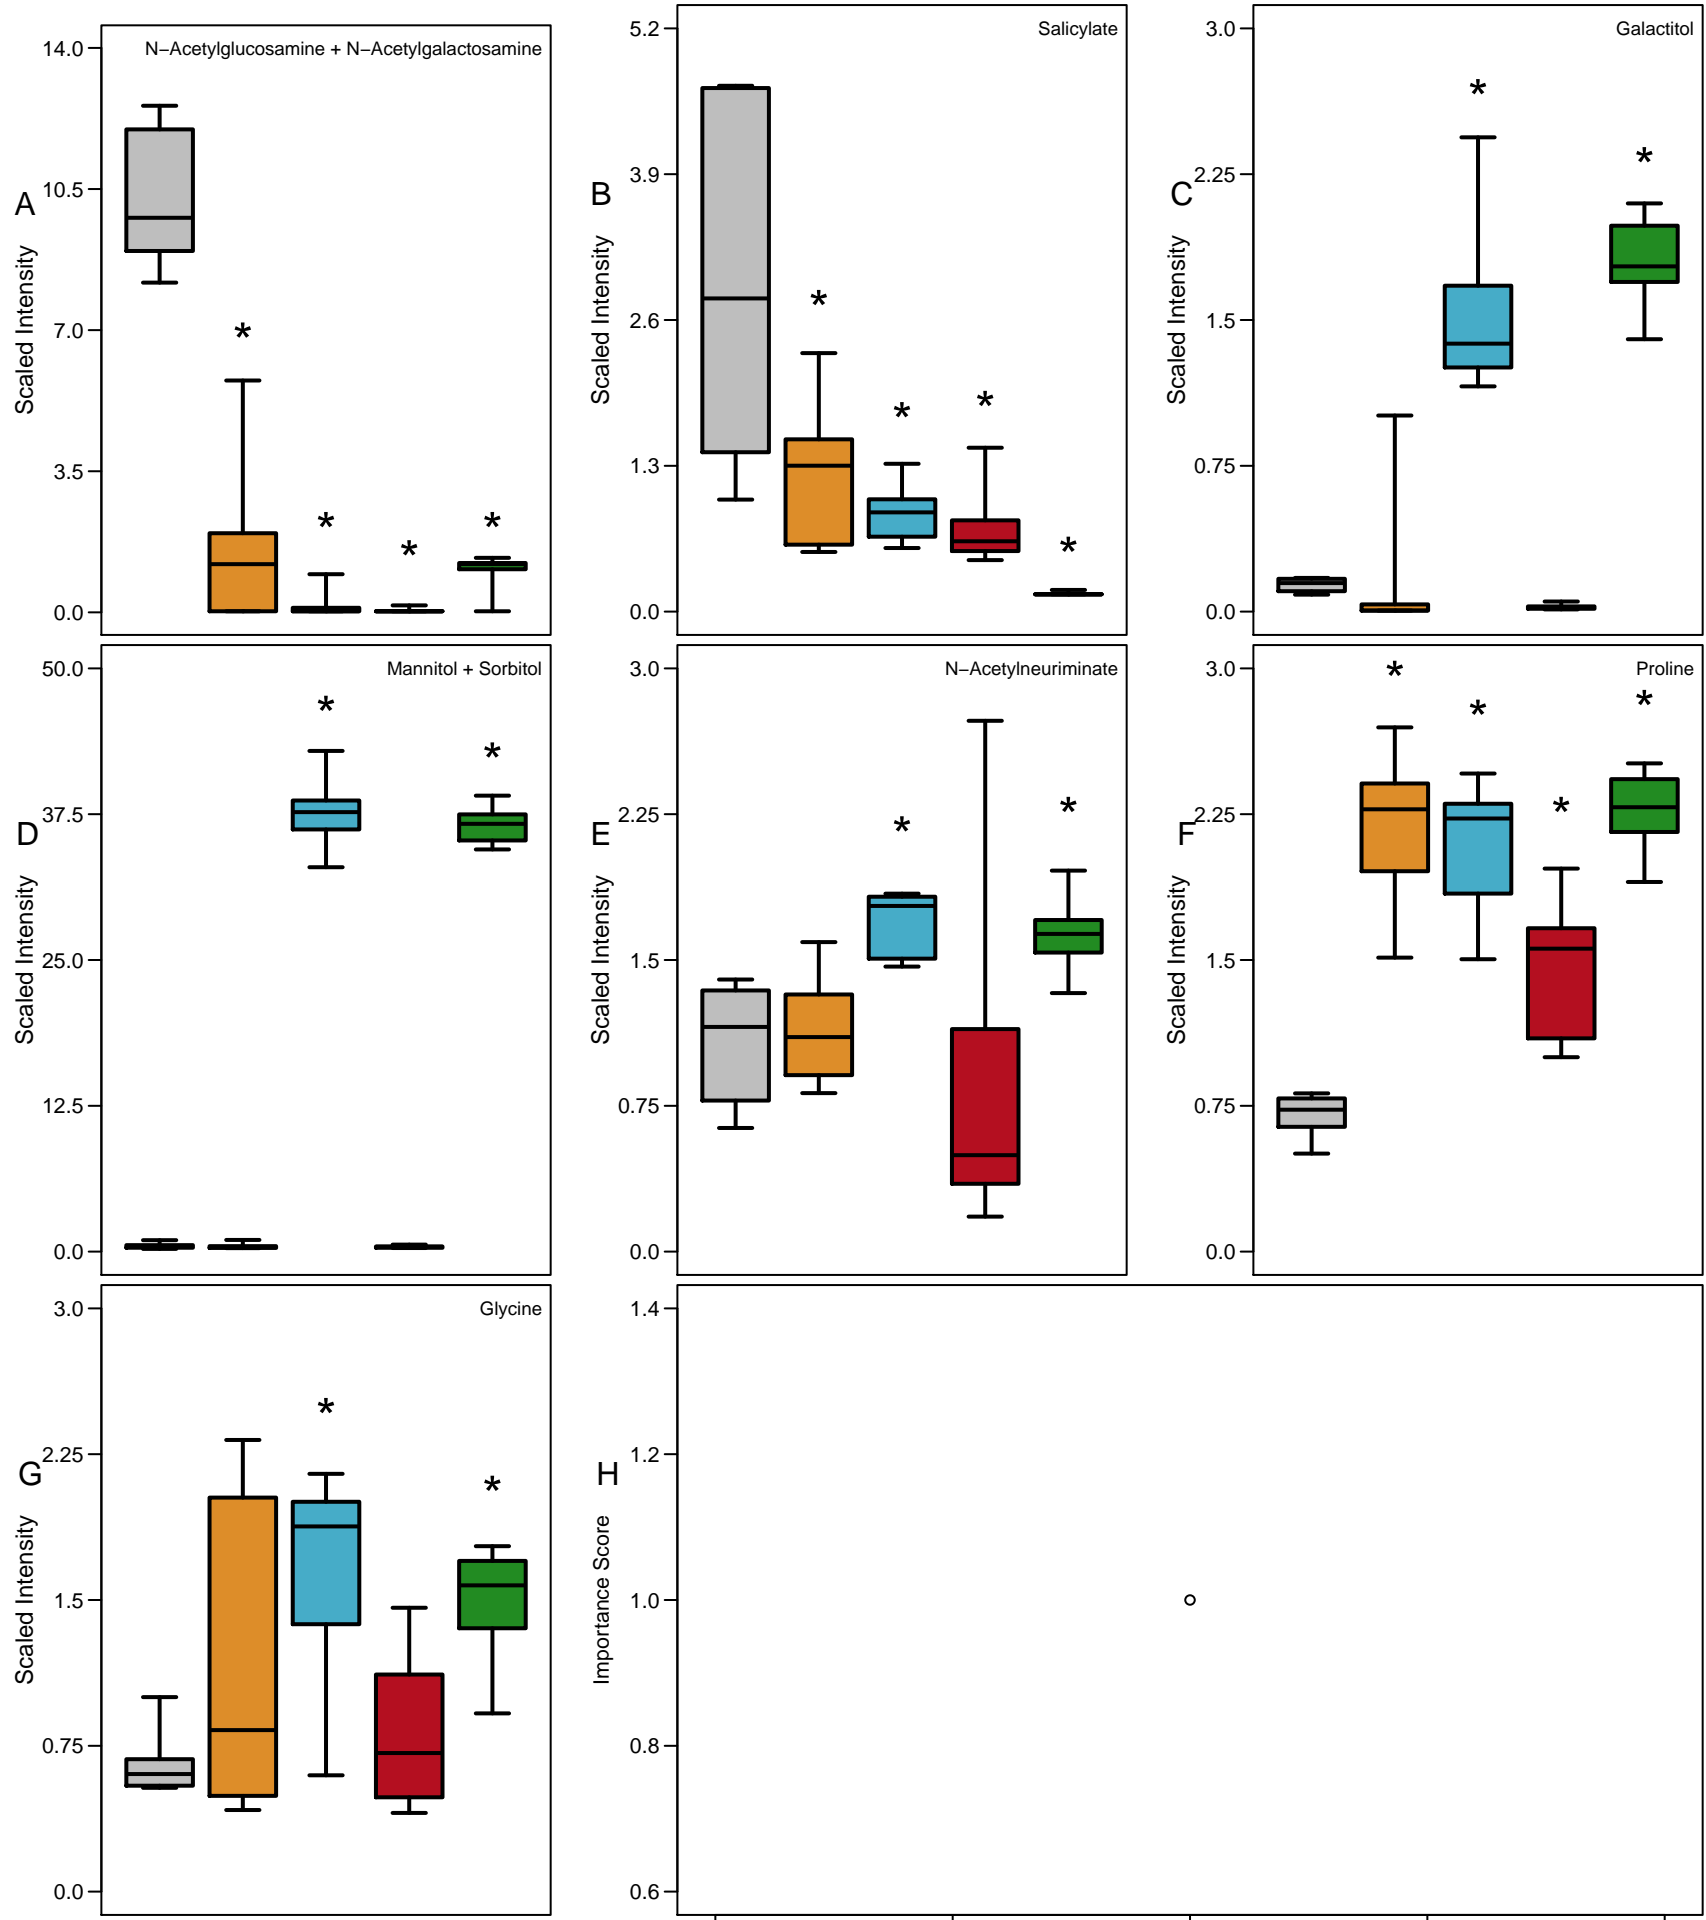 N−Acetylglucosamine + N−Acetylgalactosamine
14.0
10.5
7.0
3.5
0.0
A
Scaled Intensity
*
*
*
*
Salicylate
5.2
3.9
2.6
1.3
0.0
B
Scaled Intensity
*
*
*
*
Galactitol
3.0
2.25
1.5
0.75
0.0
C
Scaled Intensity
*
*
Mannitol + Sorbitol
50.0
37.5
25.0
12.5
0.0
D
Scaled Intensity
*
*
N−Acetylneuriminate
3.0
2.25
1.5
0.75
0.0
E
Scaled Intensity
*
*
Proline
3.0
2.25
1.5
0.75
0.0
F
Scaled Intensity
*
*
*
*
Glycine
3.0
2.25
1.5
0.75
0.0
G
Scaled Intensity
*
*
1.4
1.2
1.0
0.8
0.6
H
Importance Score